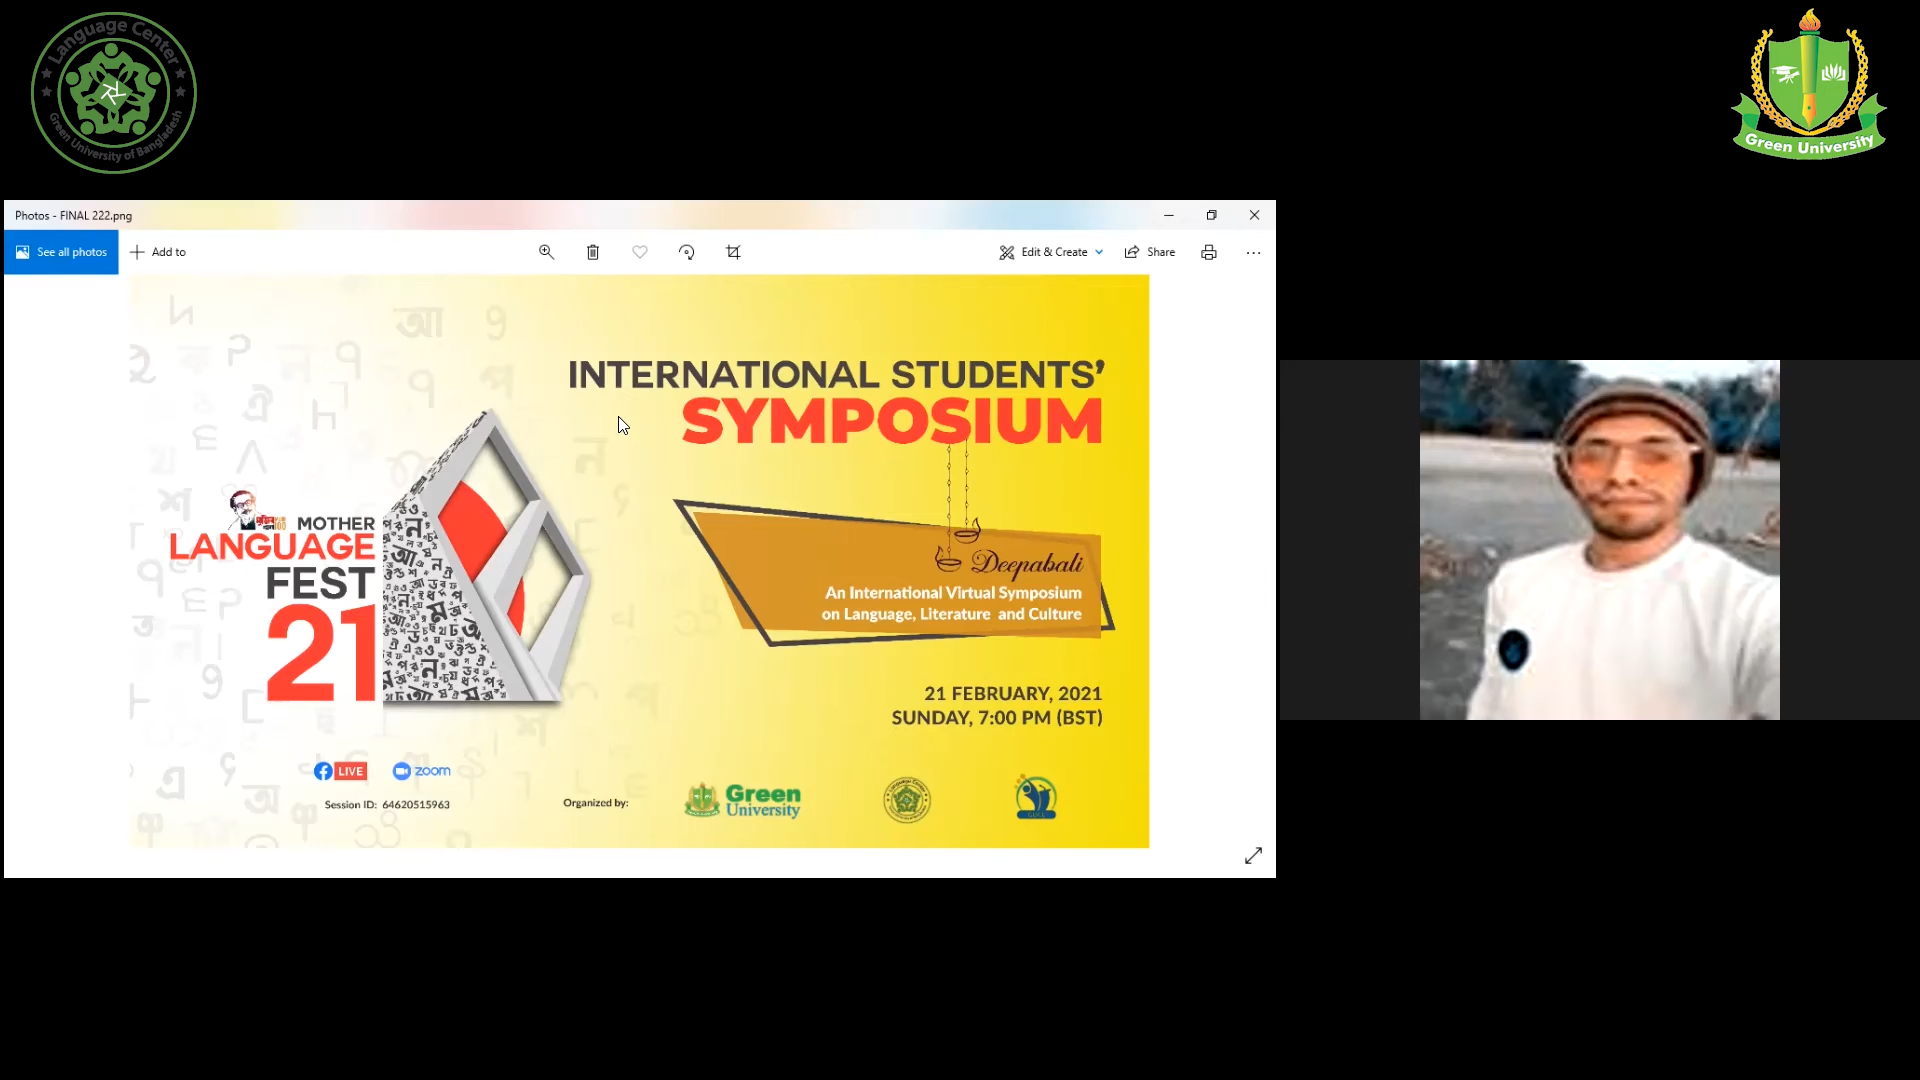 Language Center
Green University of Bangladesh
Green University
Photos - FINAL 222.png
See all photos
Add to
Edit & Create
Share
INTERNATIONAL STUDENTS’
SYMPOSIUM
MOTHER
LANGUAGE
FEST
21
Deepabali
An International Virtual Symposium
on Language, Literature and Culture
21 FEBRUARY, 2021
SUNDAY, 7:00 PM (BST)
LIVE
zoom
Session ID: 64620515963
Organized by:
Green
University